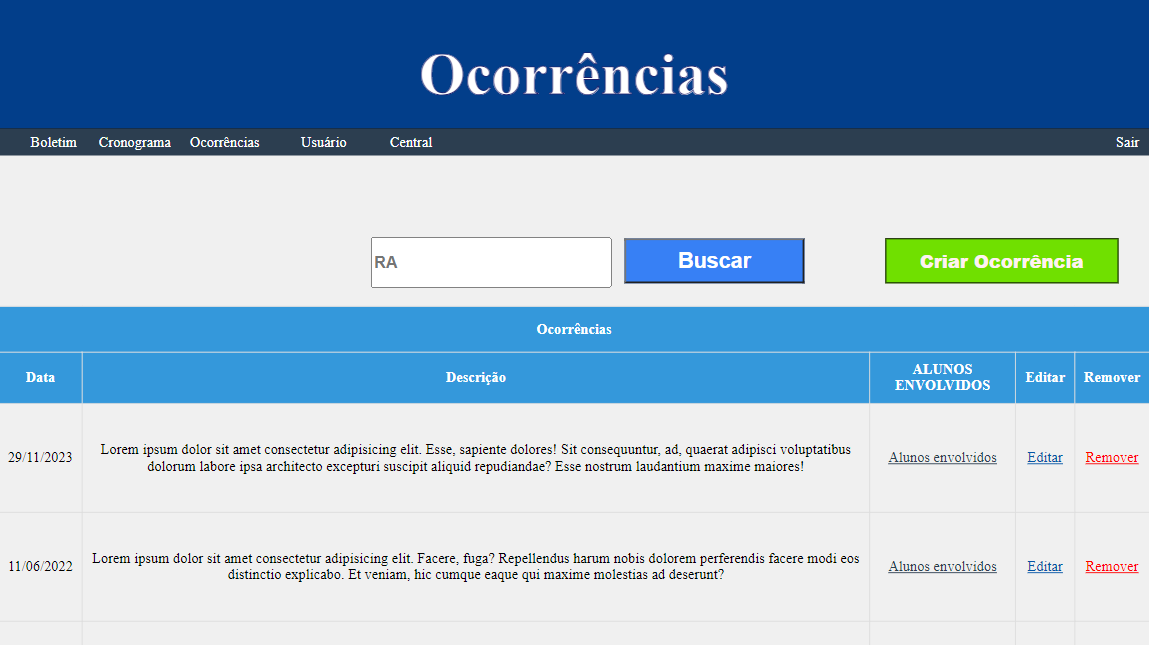 Ocorrências
Boletim Cronograma Ocorrências Usuário Central Sair
RA Buscar Criar Ocorrência
Ocorrências
Data Descrição ALUNOS ENVOLVIDOS Editar Remover
29/11/2023
Lorem ipsum dolor sit amet consectetur adipisicing elit. Esse, sapiente dolores! Sit consequuntur, ad, quaerat adipisci voluptatibus
dolorum labore ipsa architecto excepturi suscipit aliquid repudiandae? Esse nostrum laudantium maxime maiores!
Alunos envolvidos Editar Remover
11/06/2022
Lorem ipsum dolor sit amet consectetur adipisicing elit. Facere, fuga? Repellendus harum nobis dolorem perferendis facere modi eos
distinctio explicabo. Et veniam, hic cumque eaque qui maxime molestias ad deserunt?
Alunos envolvidos Editar Remover